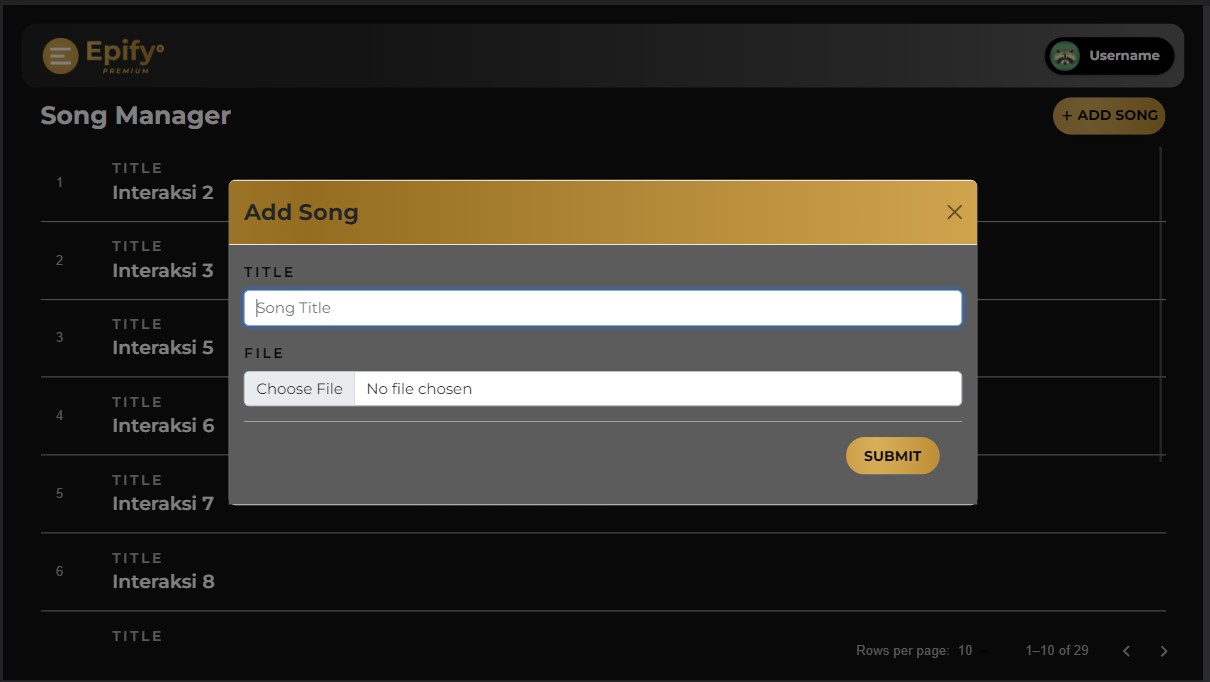 Epify
PREMIUM
Username
Song Manager
+ ADD SONG
1
TITLE
Interaksi 2
2
TITLE
Interaksi 3
3
TITLE
Interaksi 5
4
TITLE
Interaksi 6
5
TITLE
Interaksi 7
6
TITLE
Interaksi 8
TITLE
Add Song
TITLE
Song Title
FILE
Choose File No file chosen
SUBMIT
Rows per page: 10 1–10 of 29